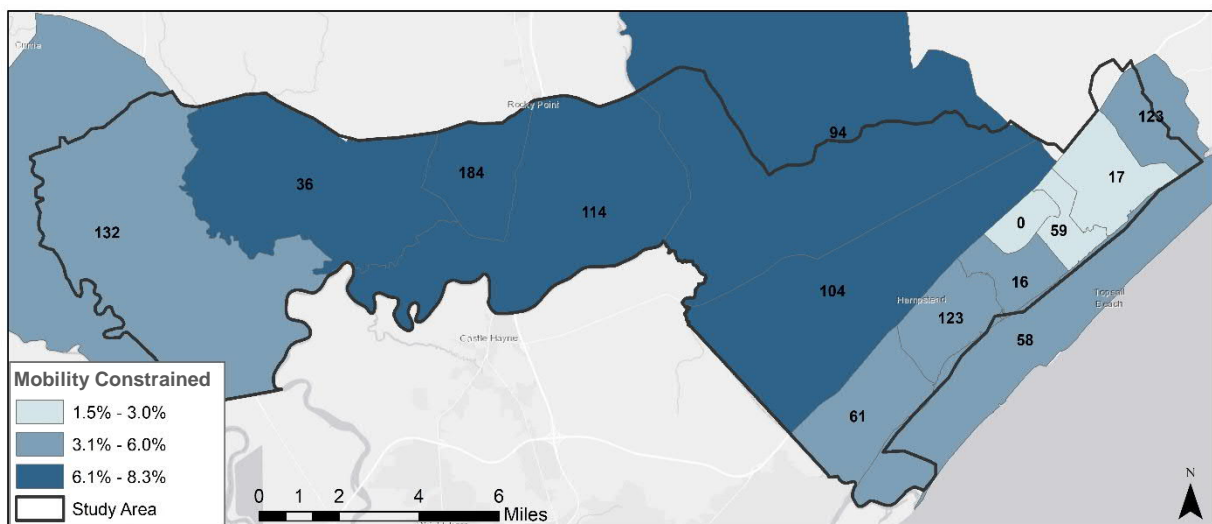 Currie
Rocky Point
94
123
36
184
17
114
0
59
132
104
16
Hampstead
Topsail
Beach
123
58
Castle Hayne
61
Mobility Constrained
1.5% - 3.0%
3.1% - 6.0%
6.1% - 8.3%
Study Area
0 1 2 4 6
Miles
N